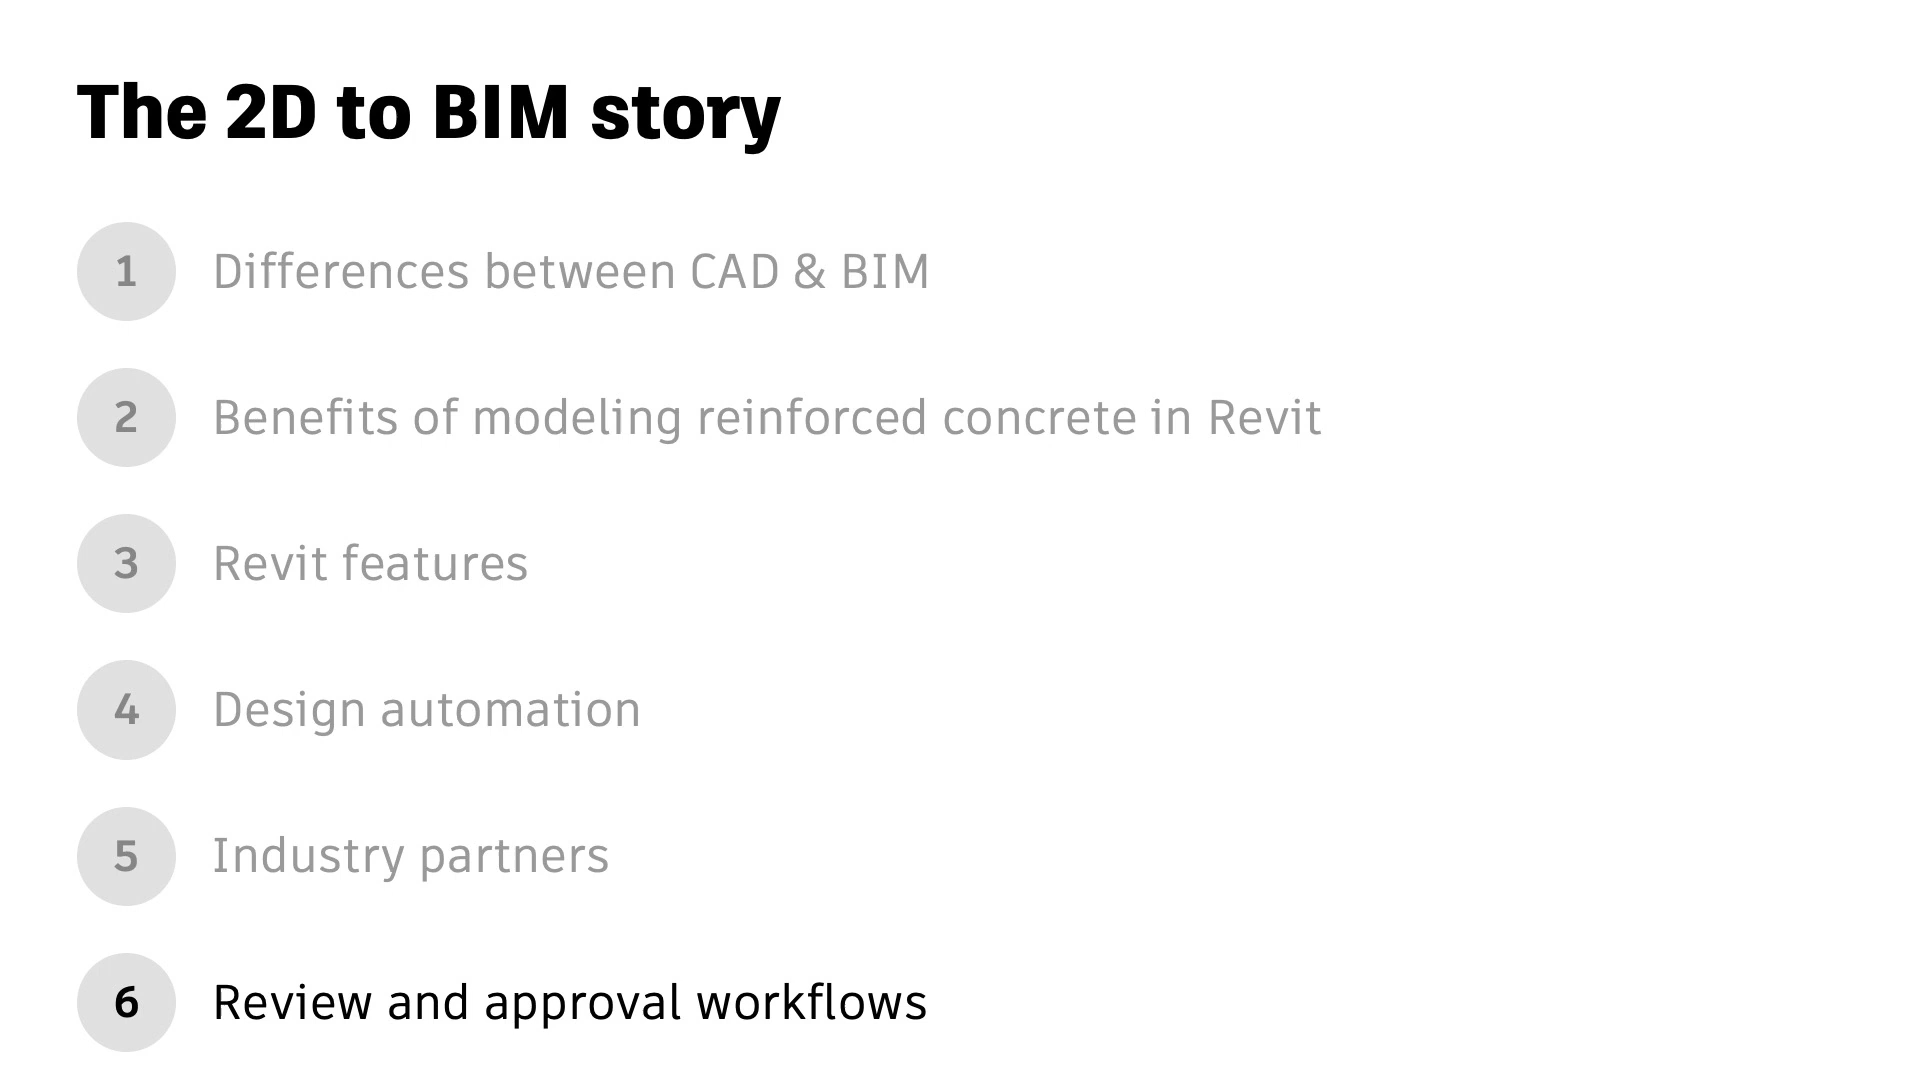 The 2D to BIM story
1 Differences between CAD & BIM
2 Benefits of modeling reinforced concrete in Revit
3 Revit features
4 Design automation
5 Industry partners
6 Review and approval workflows